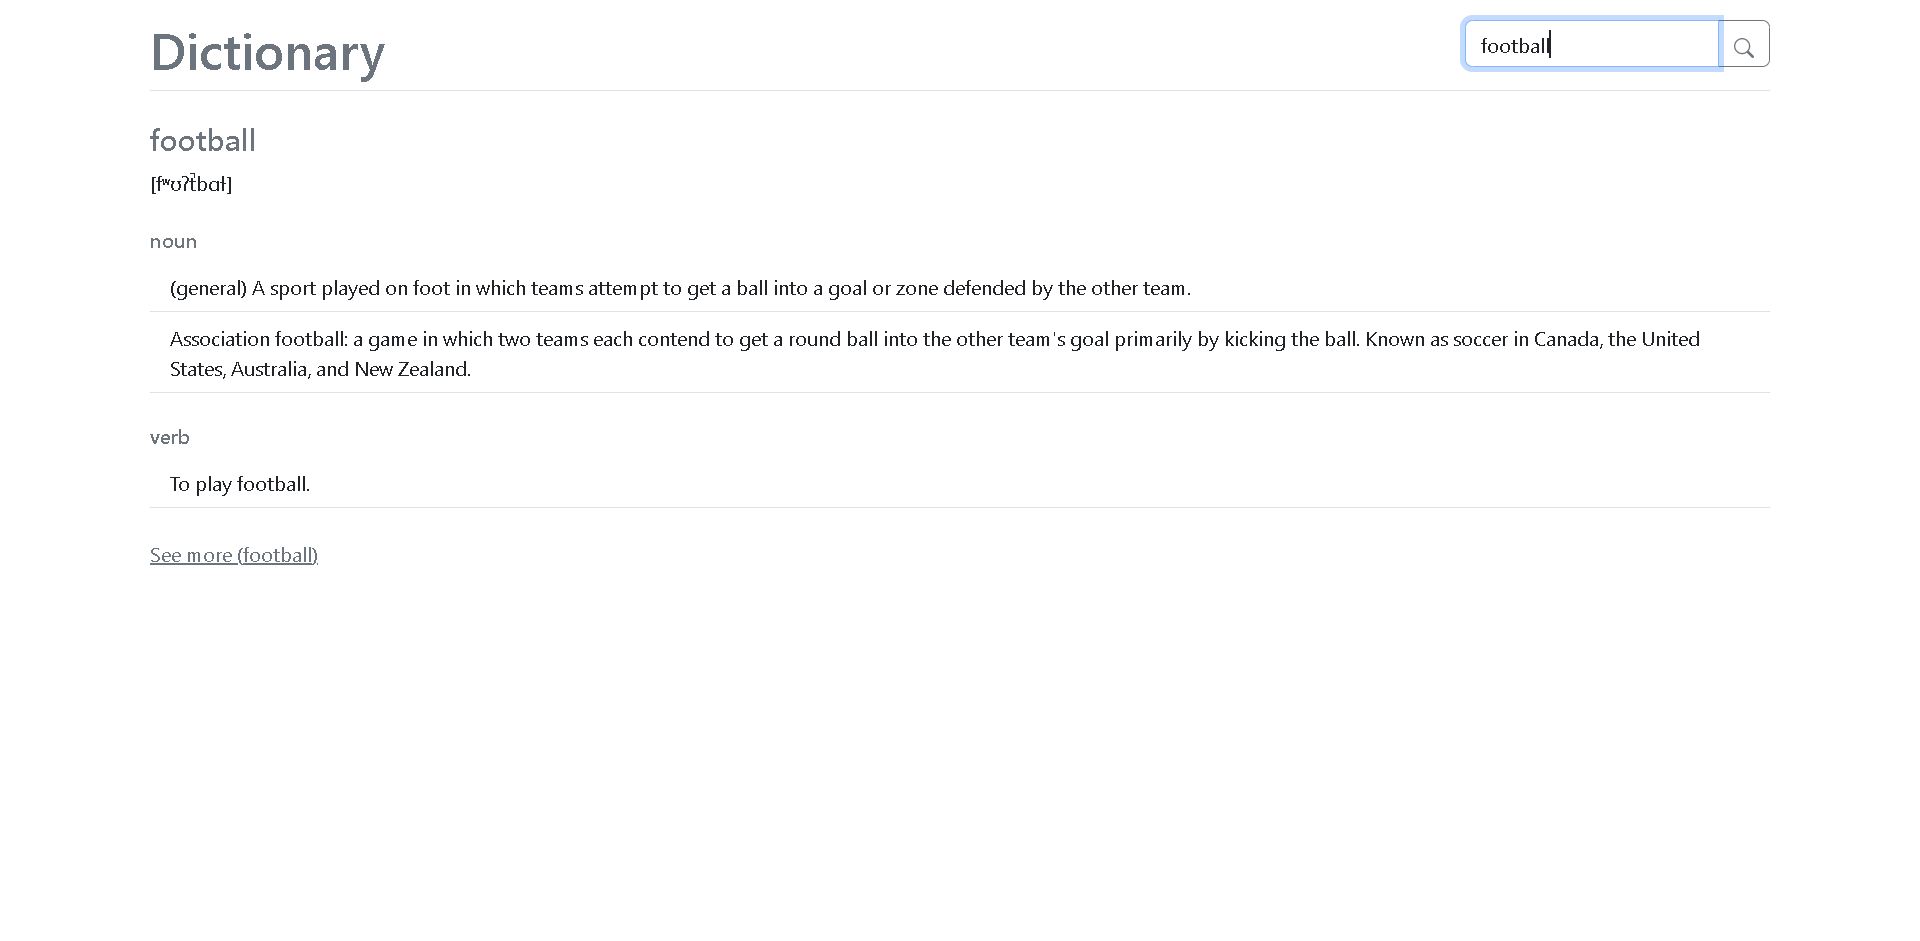 Dictionary
football
football
[fʷʊʔt̚bɑɫ]
noun
(general) A sport played on foot in which teams attempt to get a ball into a goal or zone defended by the other team.
Association football: a game in which two teams each contend to get a round ball into the other team's goal primarily by kicking the ball. Known as soccer in Canada, the United
States, Australia, and New Zealand.
verb
To play football.
See more (football)